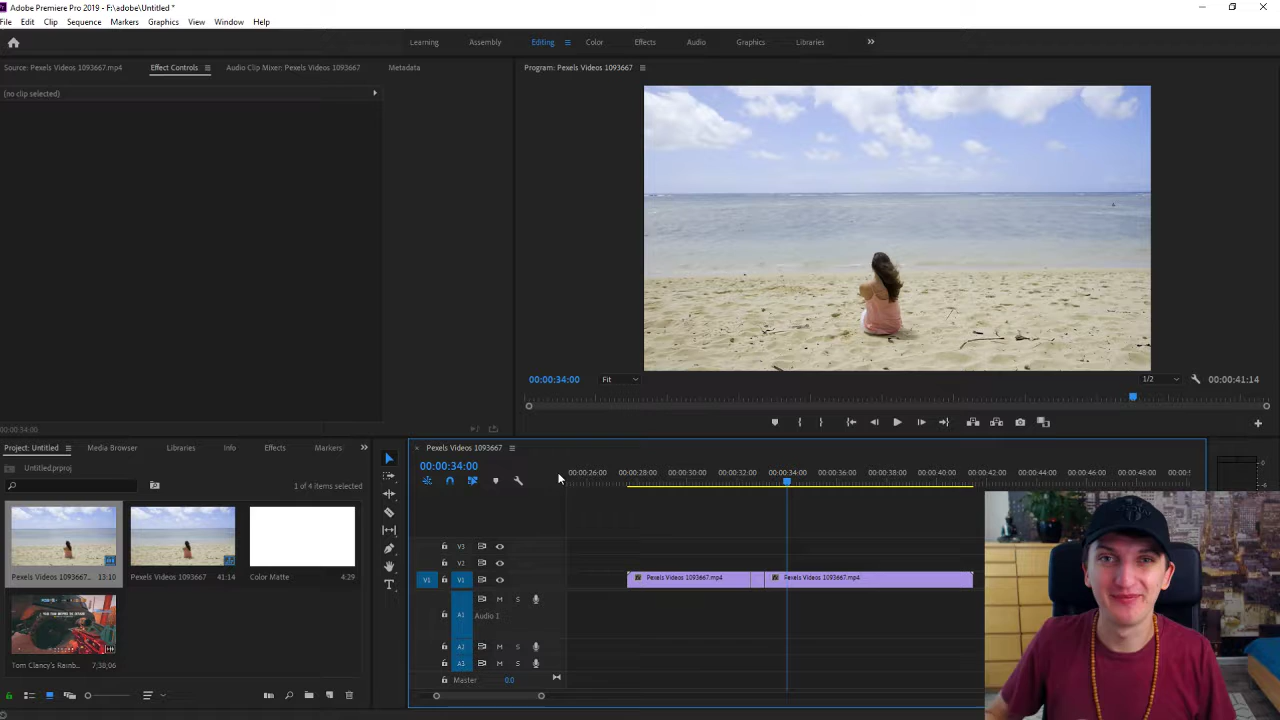 Adobe Premiere Pro 2019 - F:\adobe\Untitled *
File Edit Clip Sequence Markers Graphics View Window Help
Learning Assembly Editing Color Effects Audio Graphics Libraries
Source: Pexels Videos 1093667.mp4 Effect Controls Audio Clip Mixer: Pexels Videos 1093667 Metadata
Program: Pexels Videos 1093667
(no clip selected)
00:00:34:00 Fit 1/2 00:00:41:14
00:00:34:00
Project: Untitled Media Browser Libraries Info Effects Markers
Untitled.prproj
1 of 4 items selected
Pexels Videos 1093667... 13:10
Pexels Videos 1093667 41:14
Color Matte 4:29
Tom Clancy's Rainb... 7;38;06
Pexels Videos 1093667
00:00:34:00
00:00:26:00 00:00:28:00 00:00:30:00 00:00:32:00 00:00:34:00 00:00:36:00 00:00:38:00 00:00:40:00 00:00:42:00 00:00:44:00 00:00:46:00 00:00:48:00
V3
V2
V1 V1 Pexels Videos 1093667.mp4 Pexels Videos 1093667.mp4
A1 M S
Audio 1
A2 M S
A3 M S
Master 0.0
-6